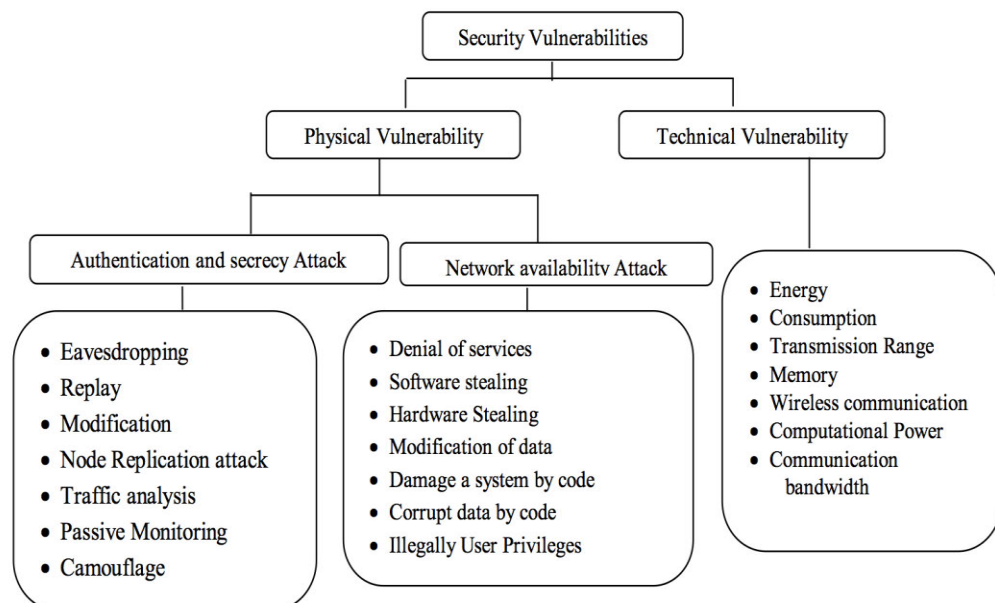 Security Vulnerabilities
Physical Vulnerability
Technical Vulnerability
Authentication and secrecy Attack
Network availability Attack
• Eavesdropping
• Replay
• Modification
• Node Replication attack
• Traffic analysis
• Passive Monitoring
• Camouflage
• Denial of services
• Software stealing
• Hardware Stealing
• Modification of data
• Damage a system by code
• Corrupt data by code
• Illegally User Privileges
• Energy
• Consumption
• Transmission Range
• Memory
• Wireless communication
• Computational Power
• Communication
bandwidth